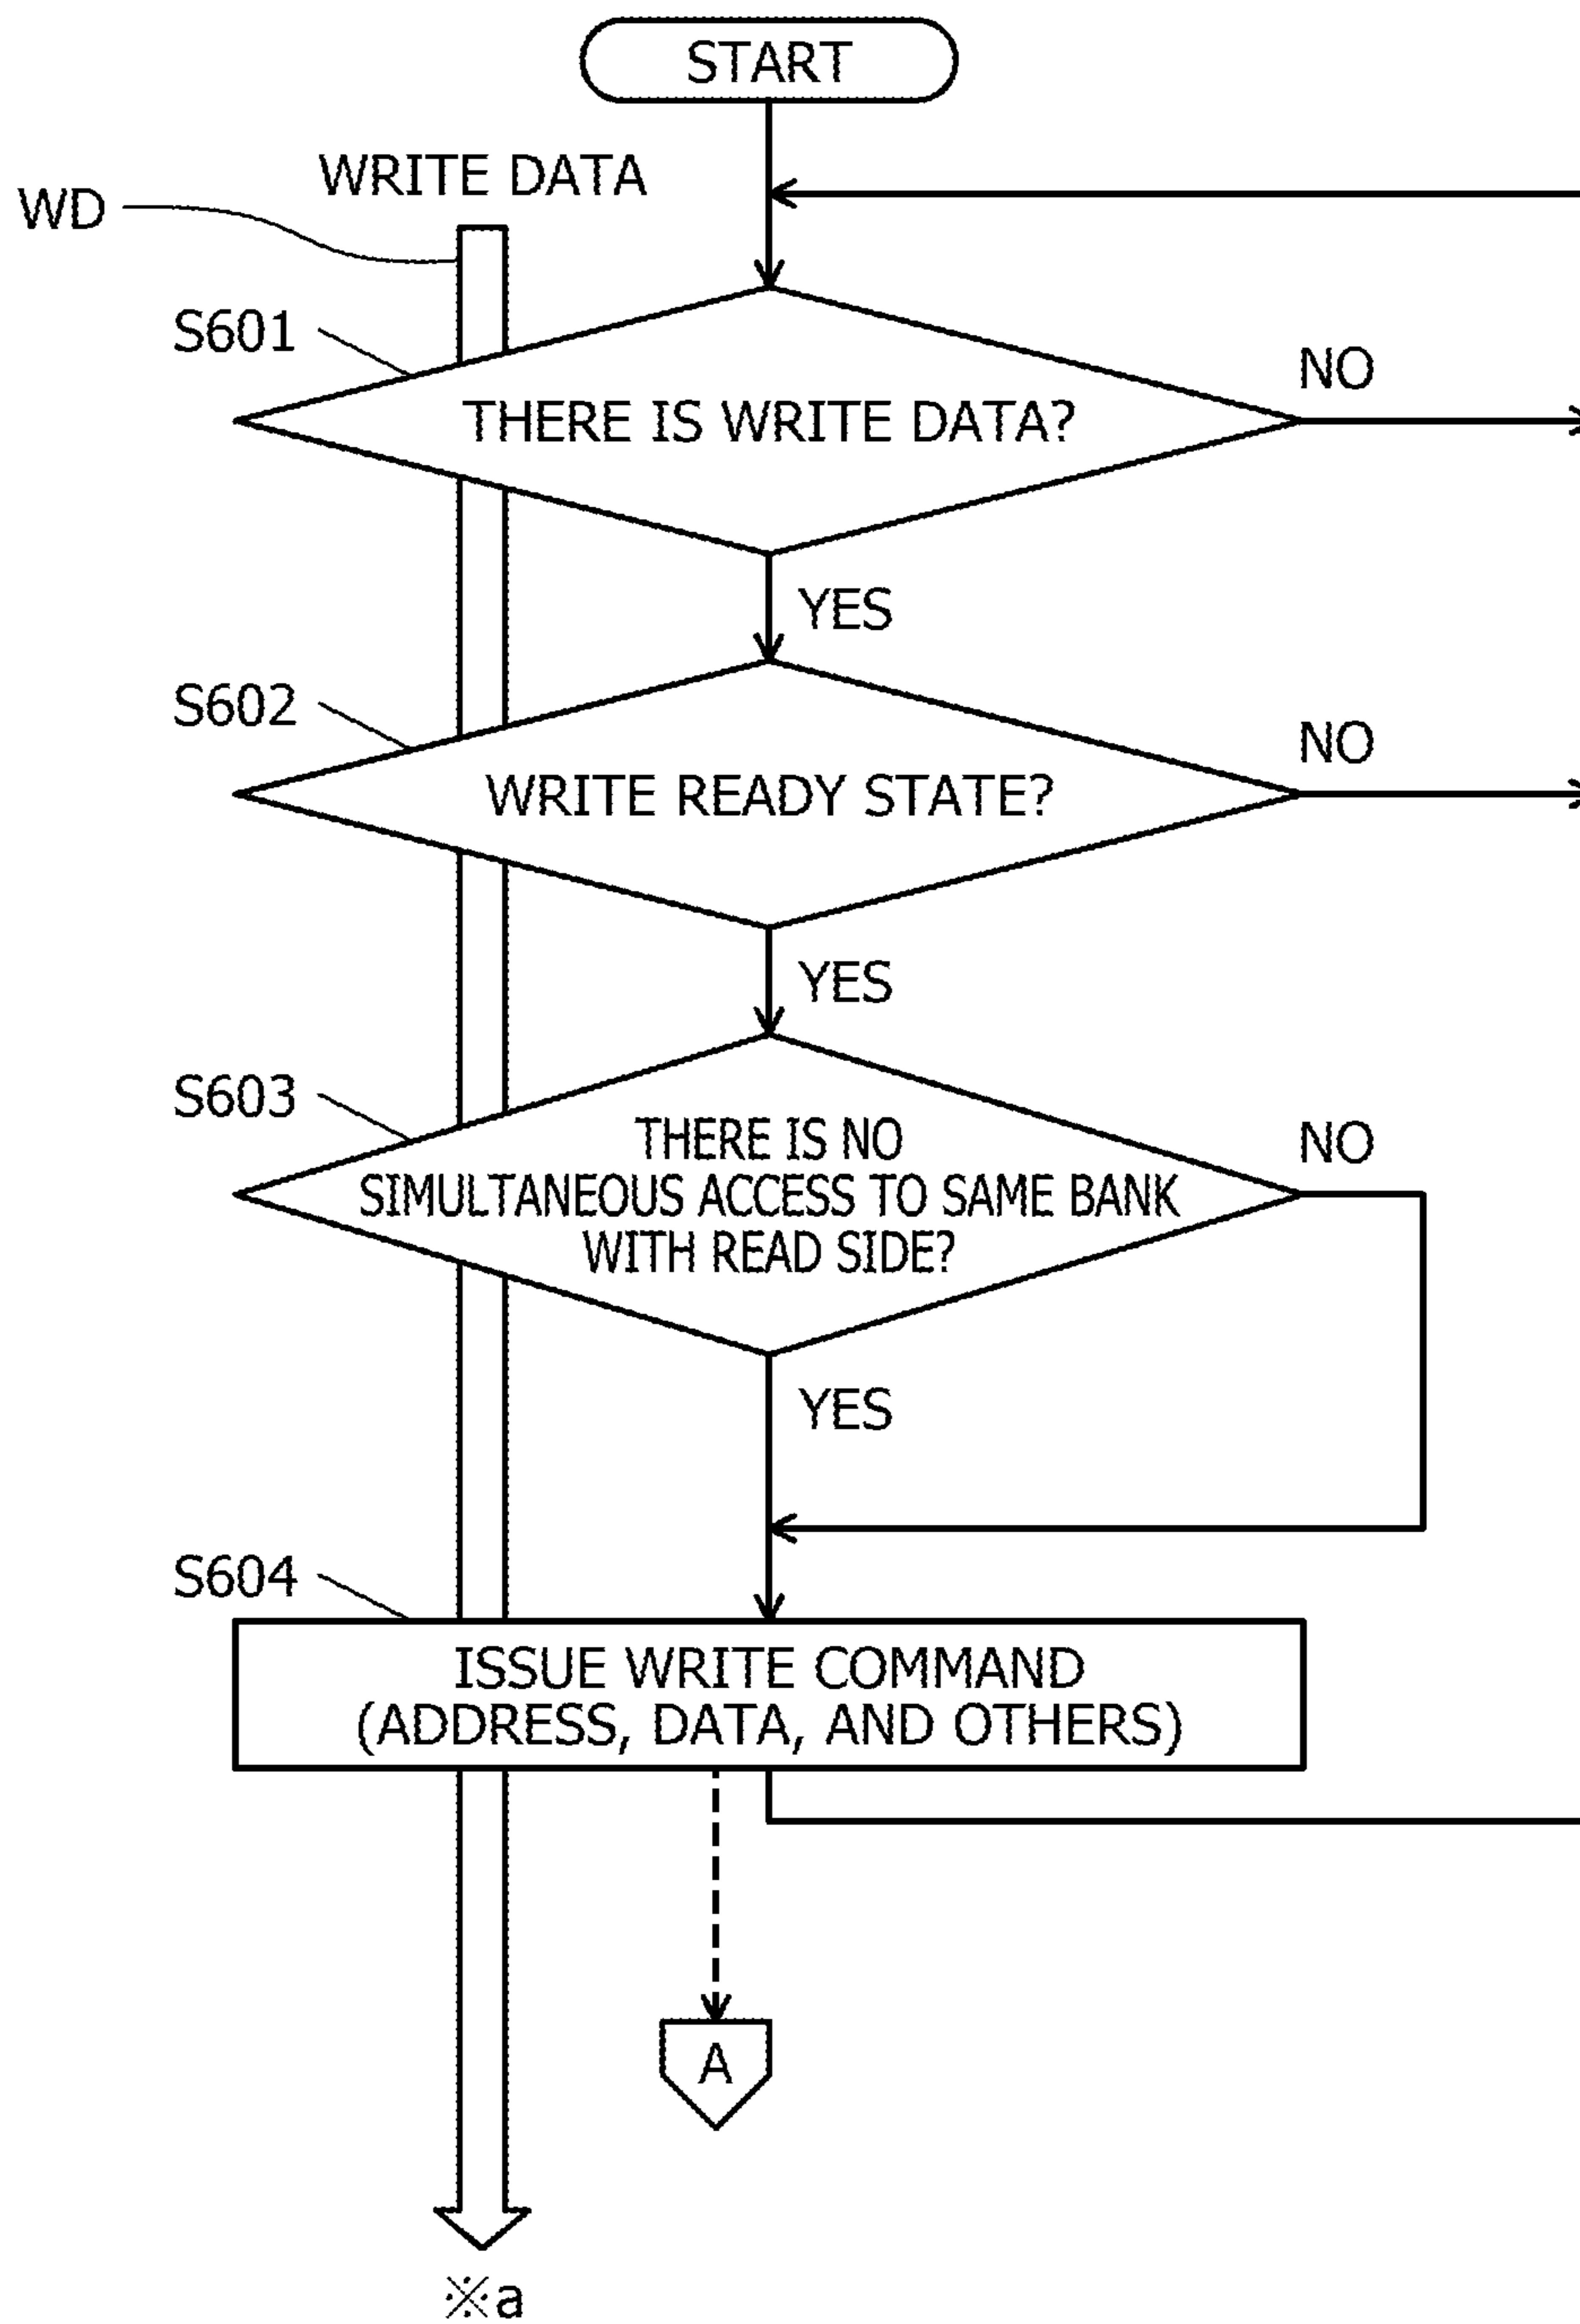 START
WRITE DATA
WD
S601
THERE IS WRITE DATA?
NO
YES
S602
WRITE READY STATE?
NO
YES
S603
THERE IS NO
SIMULTANEOUS ACCESS TO SAME BANK
WITH READ SIDE?
NO
YES
S604
ISSUE WRITE COMMAND
(ADDRESS, DATA, AND OTHERS)
A
※a